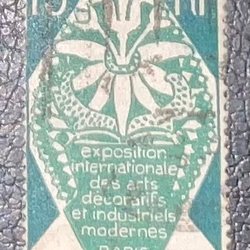 exposition
internationale
des arts
décoratifs
et industriels
modernes
PARIS